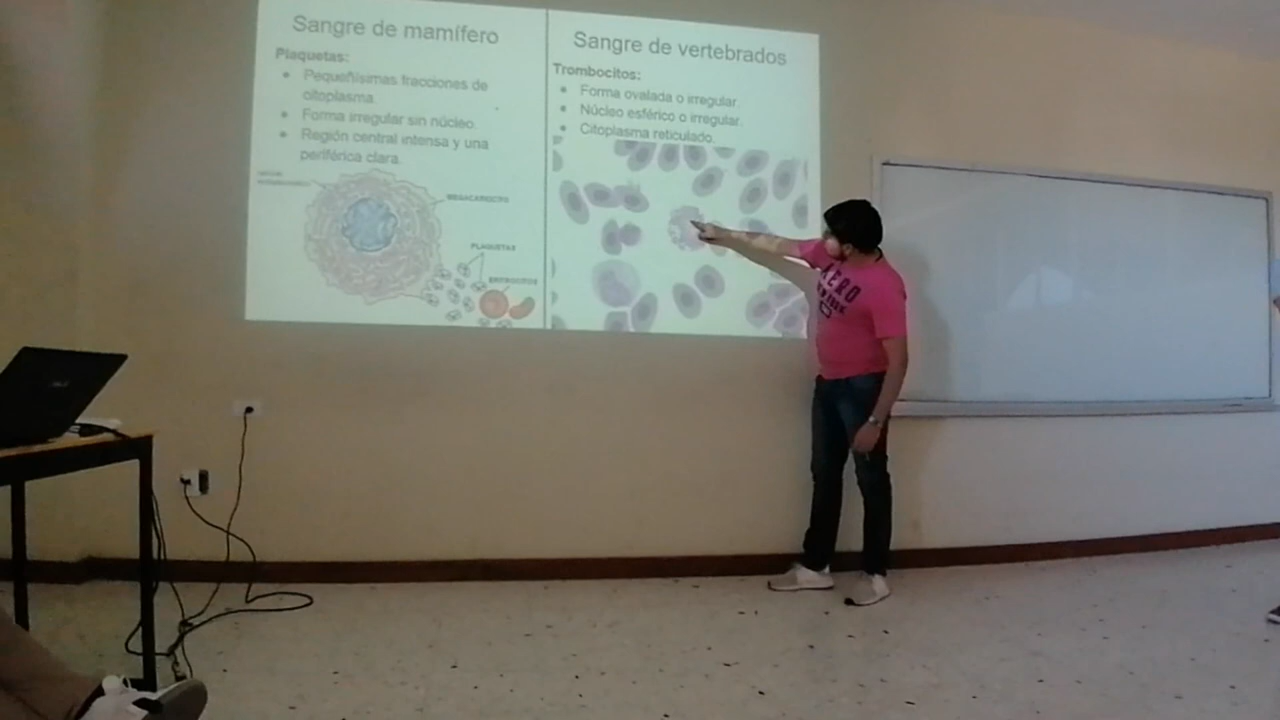 Sangre de mamífero
Plaquetas:
Pequeñísimas fracciones de
citoplasma.
Forma irregular sin núcleo.
Región central intensa y una
periférica clara.
MEGACARIOCITO
PLAQUETAS
ERITROCITOS
Sangre de vertebrados
Trombocitos:
Forma ovalada o irregular.
Núcleo esférico o irregular.
Citoplasma reticulado.